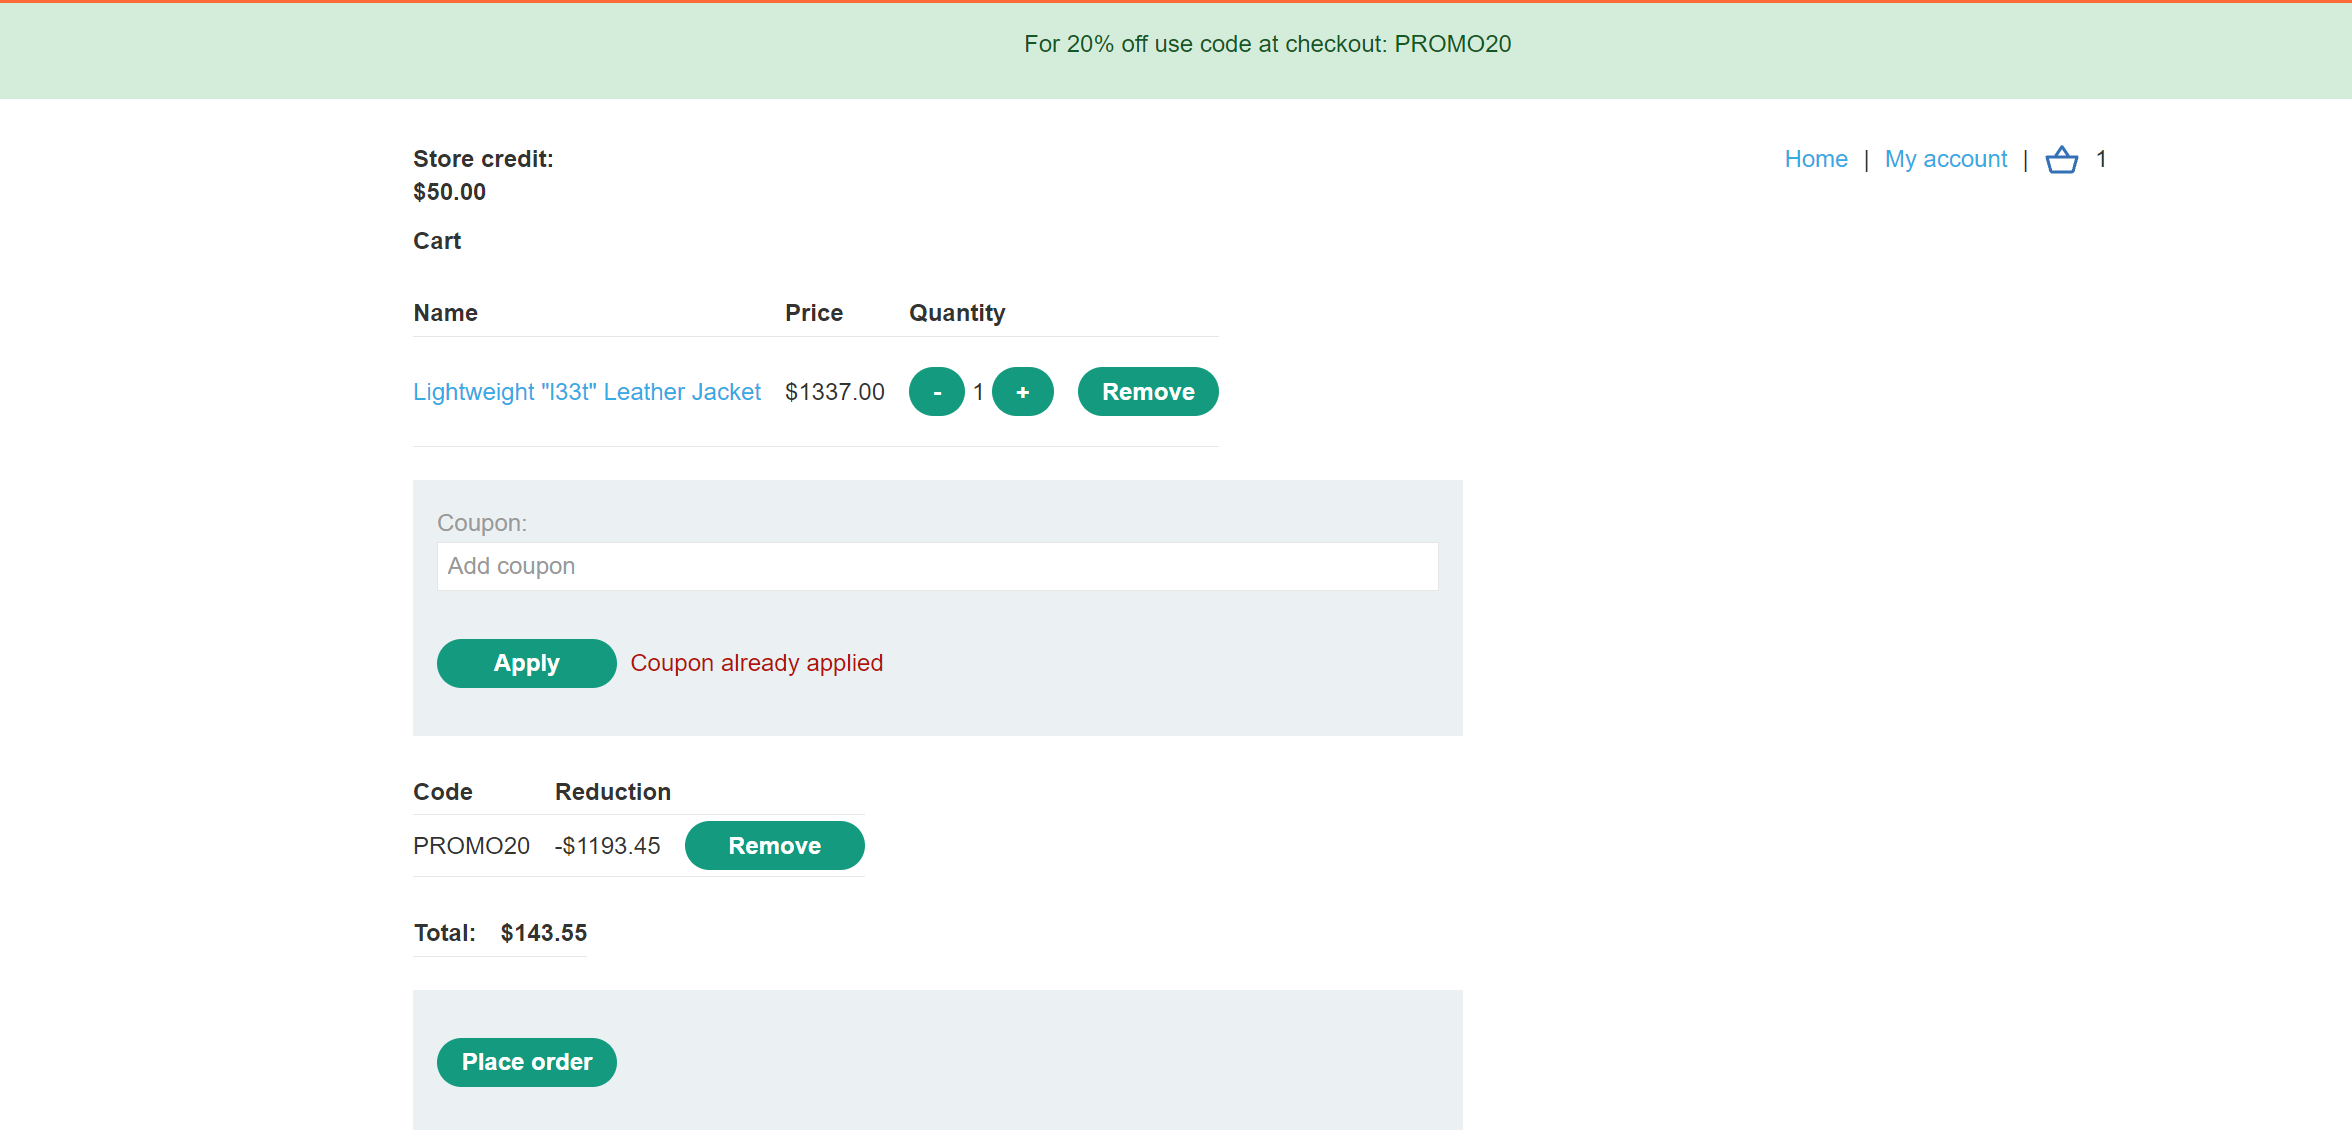 For 20% off use code at checkout: PROMO20
Store credit:
$50.00
Home | My account | 1
Cart
Name Price Quantity
Lightweight "l33t" Leather Jacket $1337.00 - 1 + Remove
Coupon:
Add coupon
Apply Coupon already applied
Code Reduction
PROMO20 -$1193.45 Remove
Total: $143.55
Place order